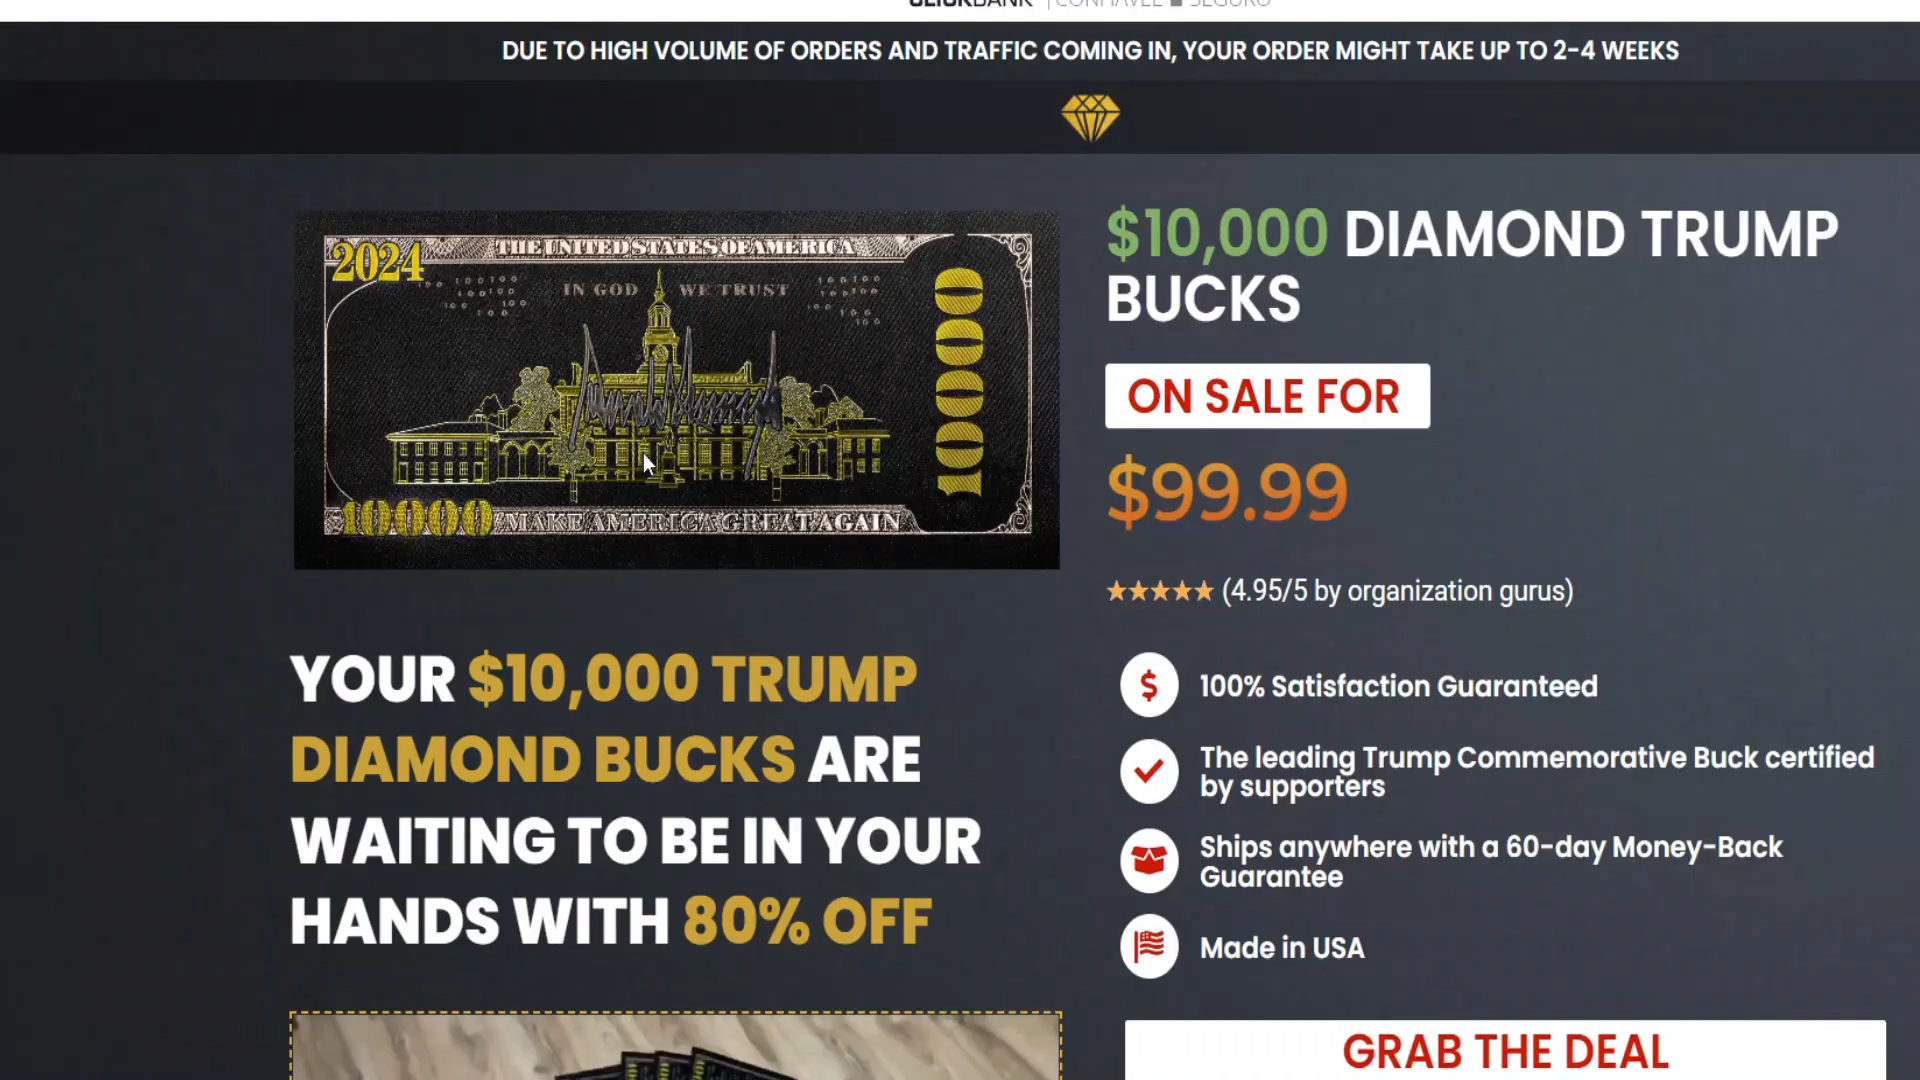 CLICKBANK | CONFIÁVEL SEGURO
DUE TO HIGH VOLUME OF ORDERS AND TRAFFIC COMING IN, YOUR ORDER MIGHT TAKE UP TO 2-4 WEEKS
2024
THE UNITED STATES OF AMERICA
IN GOD WE TRUST
10000
10000
MAKE AMERICA GREAT AGAIN
$10,000 DIAMOND TRUMP
BUCKS
ON SALE FOR
$99.99
(4.95/5 by organization gurus)
100% Satisfaction Guaranteed
The leading Trump Commemorative Buck certified
by supporters
Ships anywhere with a 60-day Money-Back
Guarantee
Made in USA
GRAB THE DEAL
YOUR $10,000 TRUMP
DIAMOND BUCKS ARE
WAITING TO BE IN YOUR
HANDS WITH 80% OFF